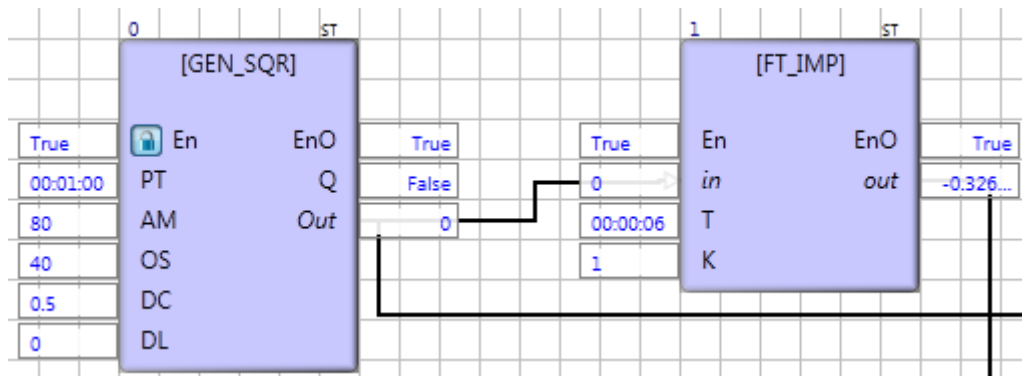 0 ST 1 ST
[GEN_SQR] [FT_IMP]
True En EnO True True En EnO True
00:01:00 PT Q False 0 in out -0.326...
80 AM Out 0 00:00:06 T
40 OS 1 K
0.5 DC
0 DL